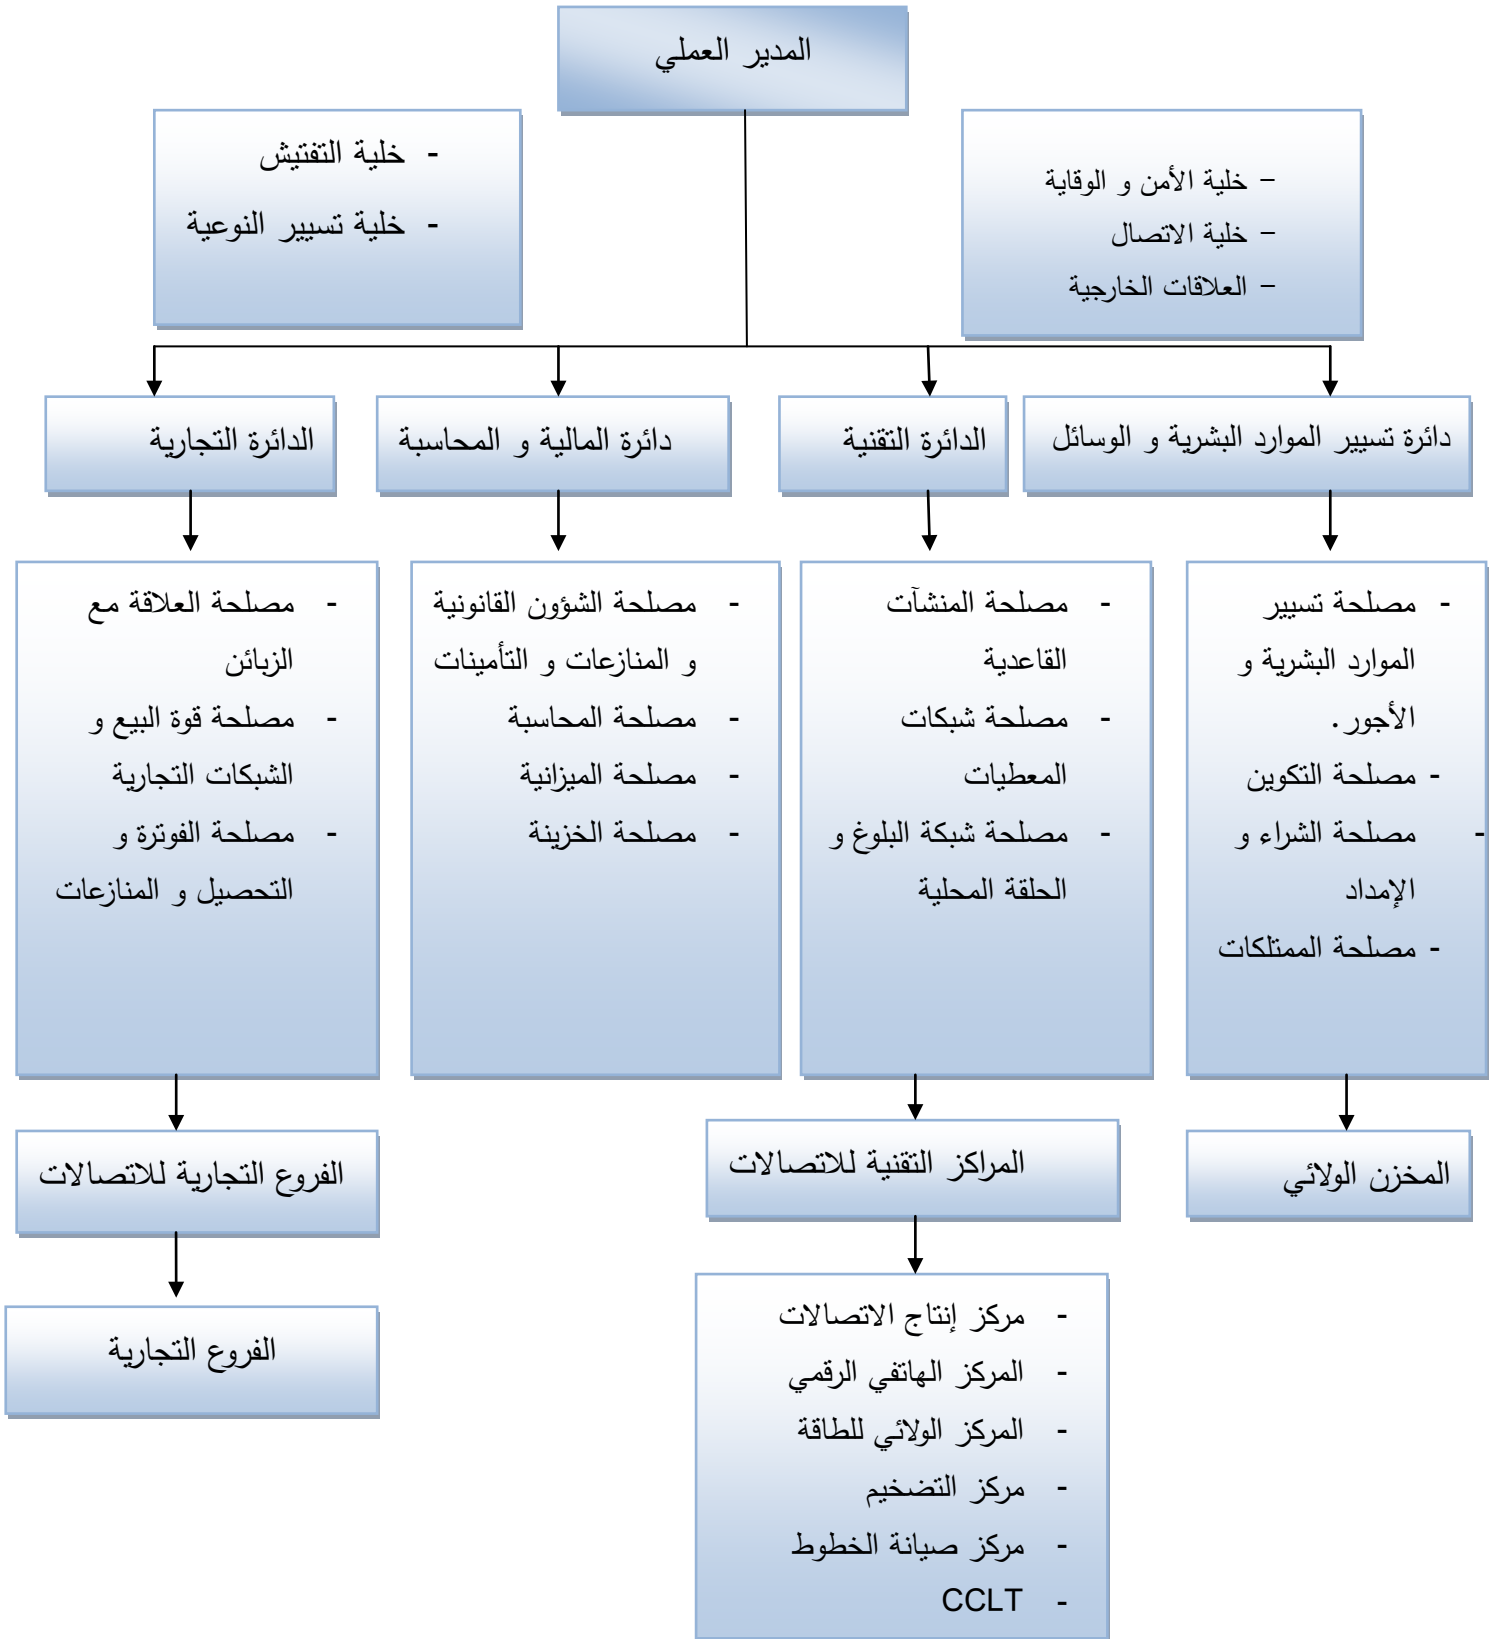 المدير العملي
- خلية الأمن و الوقاية
- خلية الاتصال
- العلاقات الخارجية
- خلية التفتيش
- خلية تسيير النوعية
دائرة تسيير الموارد البشرية و الوسائل
الدائرة التقنية
دائرة المالية و المحاسبة
الدائرة التجارية
- مصلحة تسيير
الموارد البشرية و
الأجور.
- مصلحة التكوين
- مصلحة الشراء و
الإمداد
- مصلحة الممتلكات
- مصلحة المنشآت
القاعدية
- مصلحة شبكات
المعطيات
- مصلحة شبكة البلوغ و
الحلقة المحلية
- مصلحة الشؤون القانونية
و المنازعات و التأمينات
- مصلحة المحاسبة
- مصلحة الميزانية
- مصلحة الخزينة
- مصلحة العلاقة مع
الزبائن
- مصلحة قوة البيع و
الشبكات التجارية
- مصلحة الفوترة و
التحصيل و المنازعات
المخزن الولائي
المراكز التقنية للاتصالات
الفروع التجارية للاتصالات
- مركز إنتاج الاتصالات
- المركز الهاتفي الرقمي
- المركز الولائي للطاقة
- مركز التضخيم
- مركز صيانة الخطوط
- CCLT
الفروع التجارية